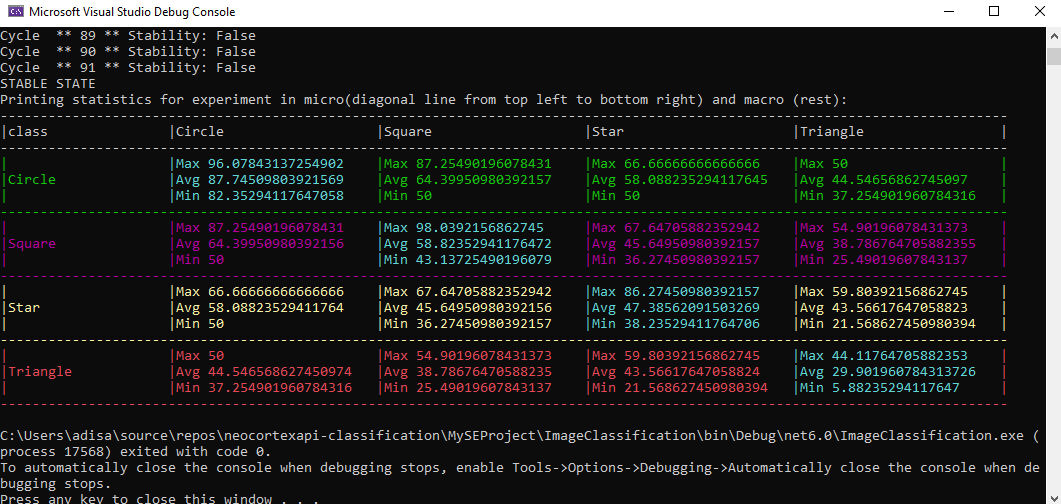 Microsoft Visual Studio Debug Console
Cycle ** 89 ** Stability: False
Cycle ** 90 ** Stability: False
Cycle ** 91 ** Stability: False
STABLE STATE
Printing statistics for experiment in micro(diagonal line from top left to bottom right) and macro (rest):
|class |Circle |Square |Star |Triangle |
| |Max 96.07843137254902 |Max 87.25490196078431 |Max 66.66666666666666 |Max 50 |
|Circle |Avg 87.74509803921569 |Avg 64.39950980392157 |Avg 58.088235294117645 |Avg 44.54656862745097 |
| |Min 82.35294117647058 |Min 50 |Min 50 |Min 37.254901960784316 |
| |Max 87.25490196078431 |Max 98.0392156862745 |Max 67.64705882352942 |Max 54.90196078431373 |
|Square |Avg 64.39950980392156 |Avg 58.82352941176472 |Avg 45.64950980392157 |Avg 38.786764705882355 |
| |Min 50 |Min 43.13725490196079 |Min 36.27450980392157 |Min 25.49019607843137 |
| |Max 66.66666666666666 |Max 67.64705882352942 |Max 86.27450980392157 |Max 59.80392156862745 |
|Star |Avg 58.08823529411764 |Avg 45.64950980392156 |Avg 47.38562091503269 |Avg 43.56617647058823 |
| |Min 50 |Min 36.27450980392157 |Min 38.23529411764706 |Min 21.568627450980394 |
| |Max 50 |Max 54.90196078431373 |Max 59.80392156862745 |Max 44.11764705882353 |
|Triangle |Avg 44.546568627450974 |Avg 38.78676470588235 |Avg 43.56617647058824 |Avg 29.901960784313726 |
| |Min 37.254901960784316 |Min 25.49019607843137 |Min 21.568627450980394 |Min 5.88235294117647 |
C:\Users\adisa\source\repos\neocortexapi-classification\MySEProject\ImageClassification\bin\Debug\net6.0\ImageClassification.exe (
process 17568) exited with code 0.
To automatically close the console when debugging stops, enable Tools->Options->Debugging->Automatically close the console when de
bugging stops.
Press any key to close this window . . .